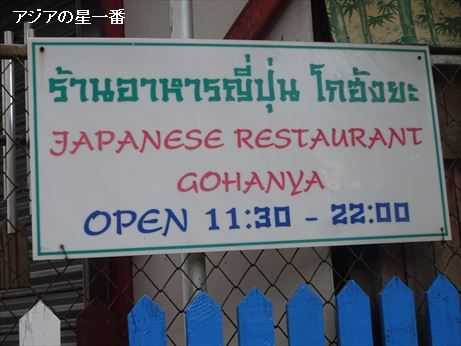 アジアの星一番
ร้านอาหารญี่ปุ่น โกฮังยะ
JAPANESE RESTAURANT
GOHANYA
OPEN 11:30 - 22:00